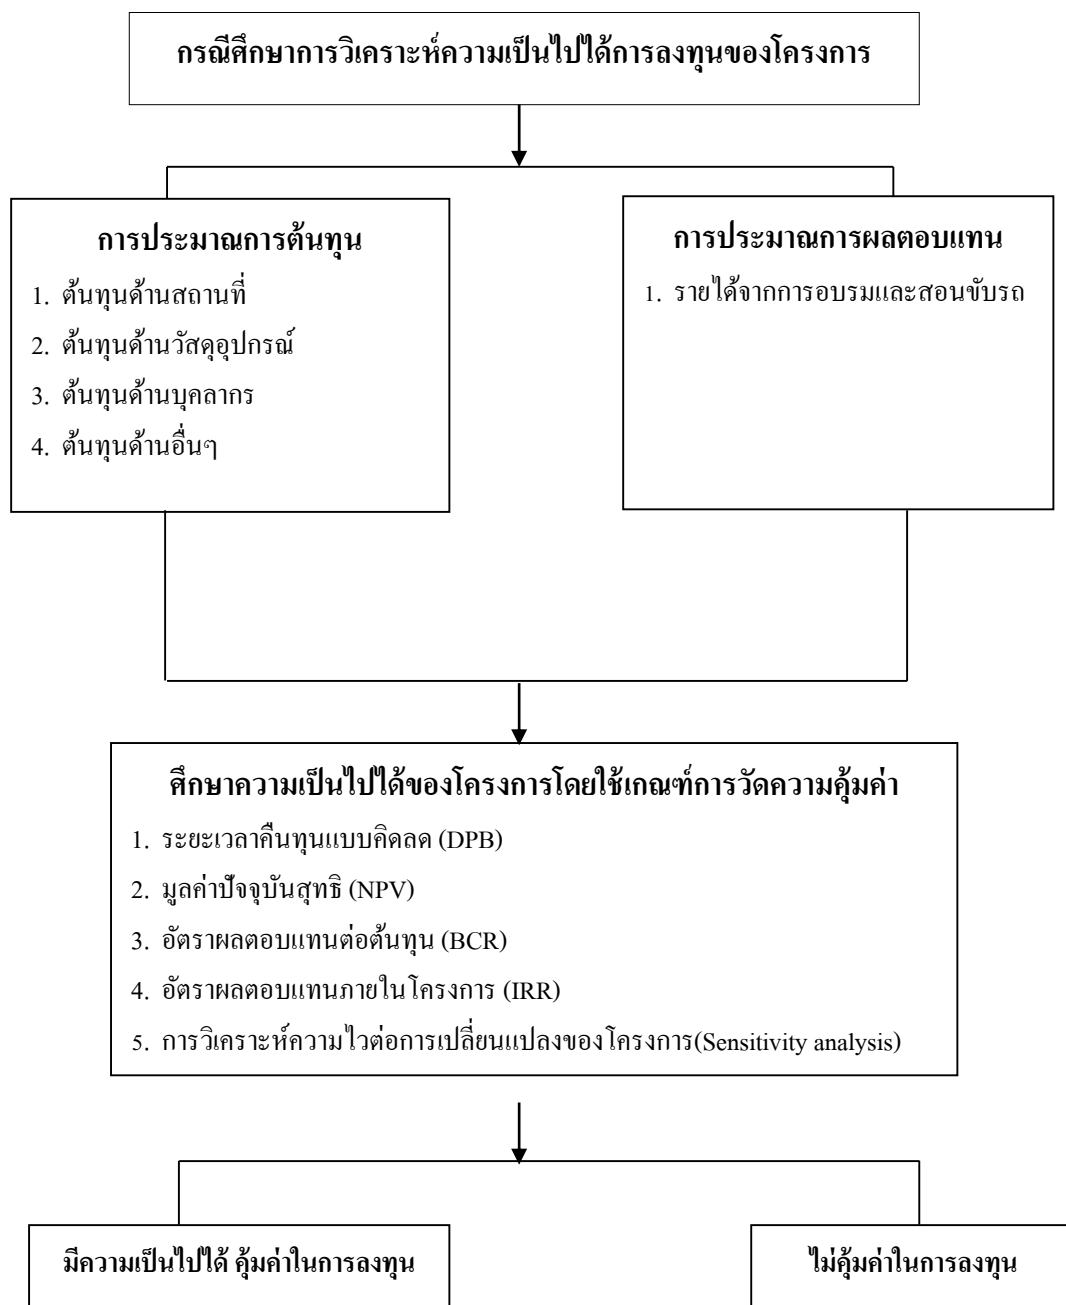 กรณีศึกษาการวิเคราะห์ความเป็นไปได้การลงทุนของโครงการ
การประมาณการต้นทุน
1. ต้นทุนด้านสถานที่
2. ต้นทุนด้านวัสดุอุปกรณ์
3. ต้นทุนด้านบุคลากร
4. ต้นทุนด้านอื่นๆ
การประมาณการผลตอบแทน
1. รายได้จากการอบรมและสอนขับรถ
ศึกษาความเป็นไปได้ของโครงการโดยใช้เกณฑ์การวัดความคุ้มค่า
1. ระยะเวลาคืนทุนแบบคิดลด (DPB)
2. มูลค่าปัจจุบันสุทธิ (NPV)
3. อัตราผลตอบแทนต่อต้นทุน (BCR)
4. อัตราผลตอบแทนภายในโครงการ (IRR)
5. การวิเคราะห์ความไวต่อการเปลี่ยนแปลงของโครงการ(Sensitivity analysis)
มีความเป็นไปได้ คุ้มค่าในการลงทุน
ไม่คุ้มค่าในการลงทุน